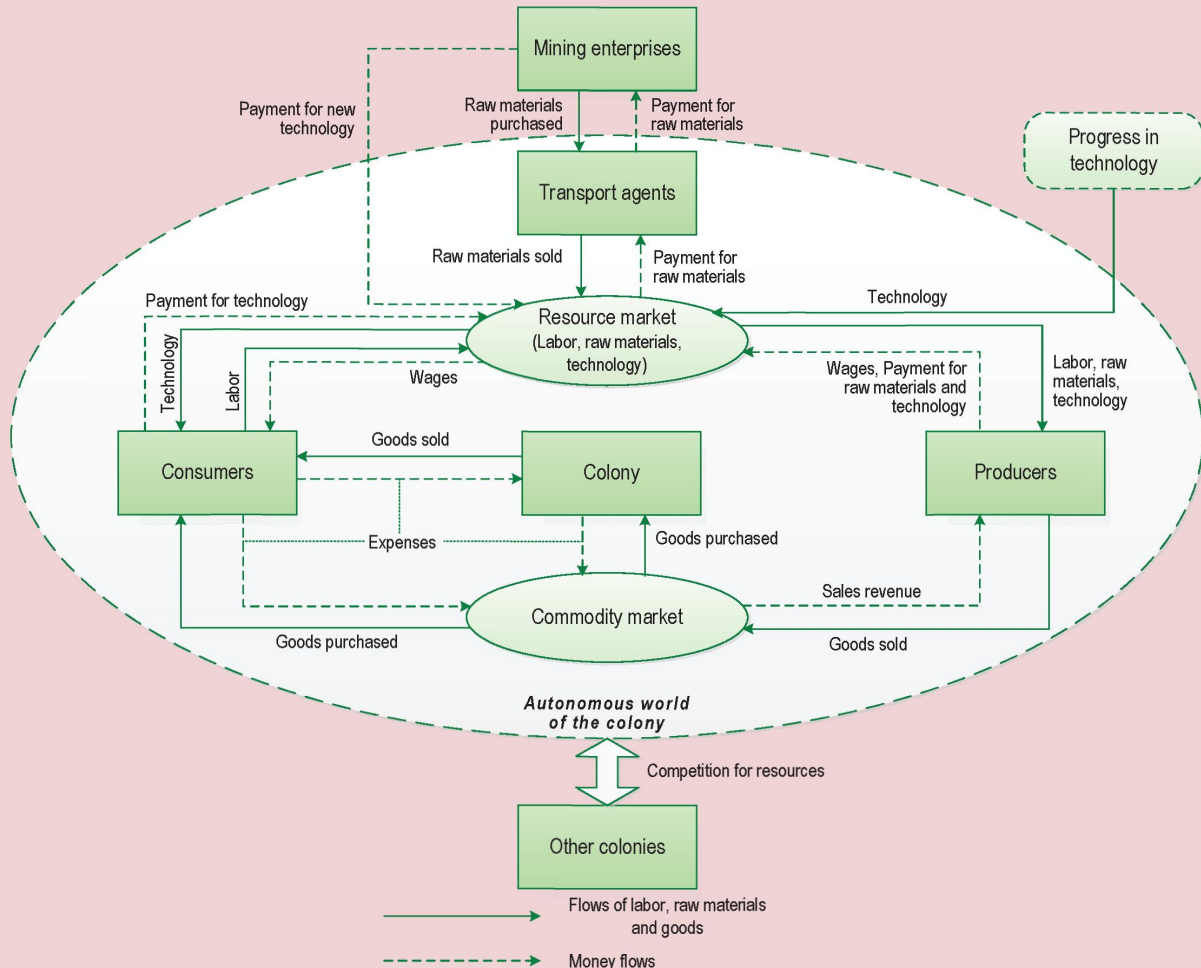 Mining enterprises
Payment for new
technology
Raw materials
purchased
Payment for
raw materials
Progress in
technology
Transport agents
Raw materials sold
Payment for
raw materials
Payment for technology
Technology
Resource market
(Labor, raw materials,
technology)
Technology
Labor
Wages
Wages, Payment for
raw materials and
technology
Labor, raw
materials,
technology
Goods sold
Consumers
Colony
Producers
Expenses
Goods purchased
Sales revenue
Commodity market
Goods purchased
Goods sold
Autonomous world
of the colony
Competition for resources
Other colonies
Flows of labor, raw materials
and goods
Money flows